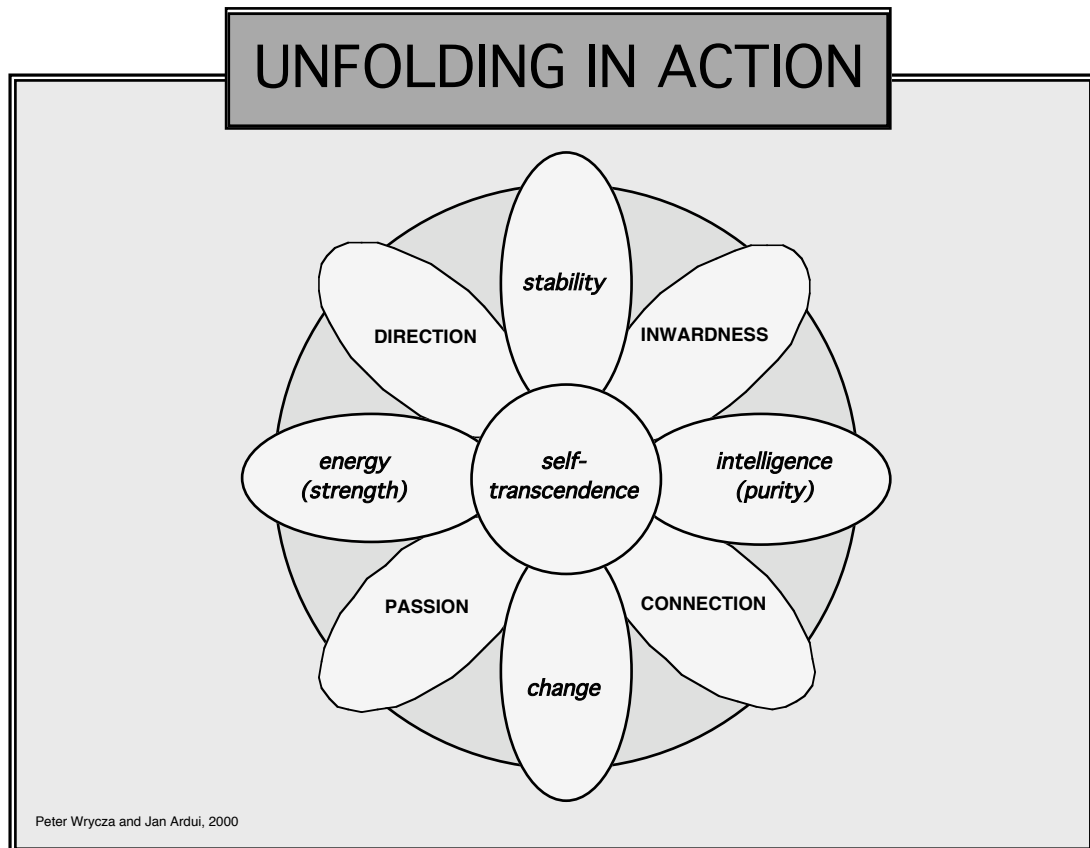 UNFOLDING IN ACTION
stability
DIRECTION
INWARDNESS
energy
(strength)
self-
transcendence
intelligence
(purity)
PASSION
CONNECTION
change
Peter Wrycza and Jan Ardui, 2000